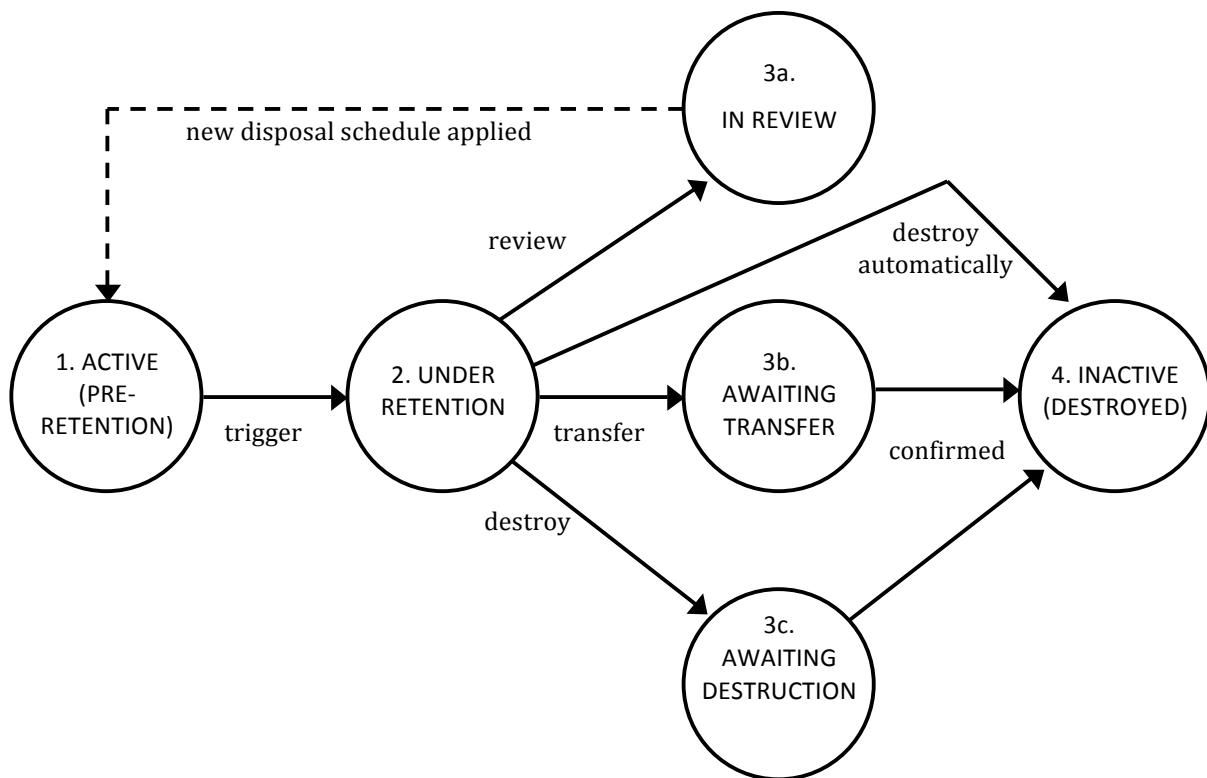 3a.
IN REVIEW
new disposal schedule applied
review
destroy
automatically
1. ACTIVE
(PRE-
RETENTION)
trigger
2. UNDER
RETENTION
transfer
3b.
AWAITING
TRANSFER
confirmed
4. INACTIVE
(DESTROYED)
destroy
3c.
AWAITING
DESTRUCTION